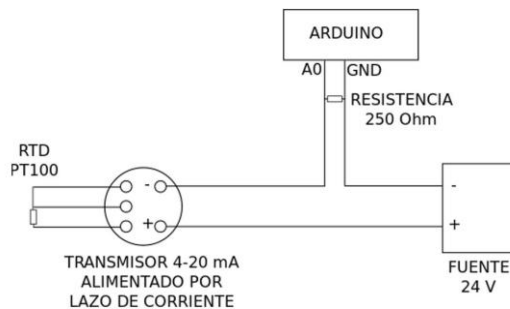 ARDUINO
A0 GND
RESISTENCIA
250 Ohm
RTD
PT100
-
+
-
+
TRANSMISOR 4-20 mA
ALIMENTADO POR
LAZO DE CORRIENTE
FUENTE
24 V